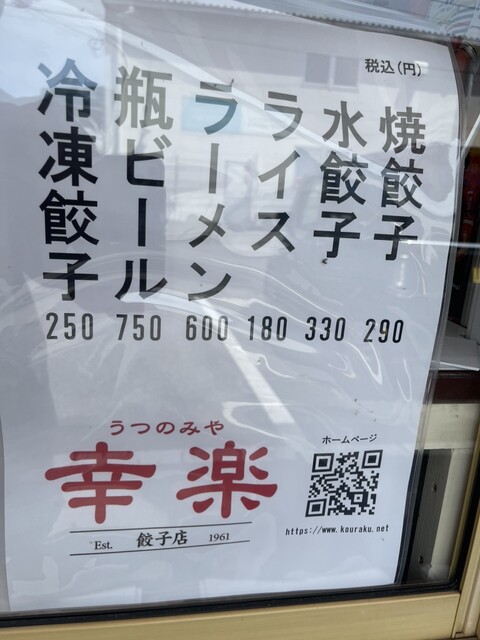 税込(円)
焼餃子
290
水餃子
330
ライス
180
ラーメン
600
瓶ビール
750
冷凍餃子
250
うつのみや
幸楽
Est. 餃子店 1961
ホームページ
https://www.kouraku.net